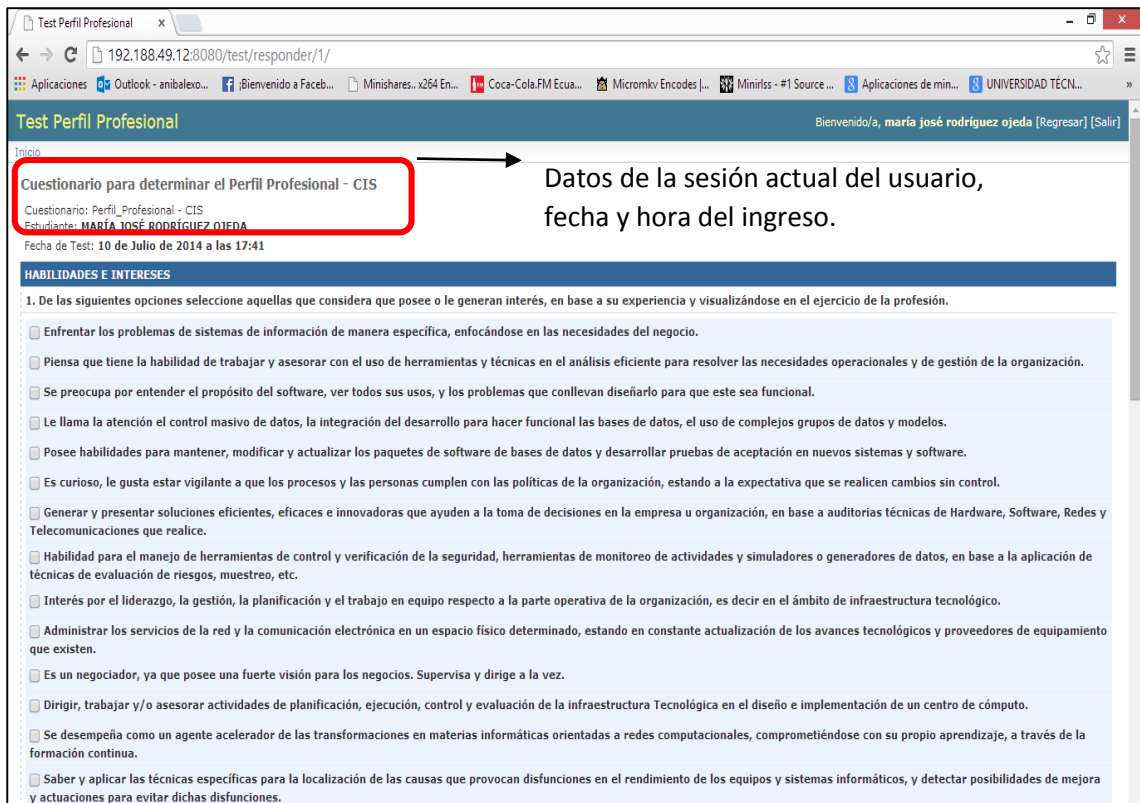 Test Perfil Profesional
192.188.49.12:8080/test/responder/1/
Aplicaciones Outlook - anibalexo... ¡Bienvenido a Faceb... Minishares.. x264 En... Coca-Cola.FM Ecua... Micromkv Encodes |... Minirlss - #1 Source ... Aplicaciones de min... UNIVERSIDAD TÉCN... »
Test Perfil Profesional Bienvenido/a, maría josé rodríguez ojeda [Regresar] [Salir]
Inicio
Cuestionario para determinar el Perfil Profesional - CIS
Cuestionario: Perfil_Profesional - CIS
Estudiante: MARÍA JOSÉ RODRÍGUEZ OJEDA
Fecha de Test: 10 de Julio de 2014 a las 17:41
Datos de la sesión actual del usuario,
fecha y hora del ingreso.
HABILIDADES E INTERESES
1. De las siguientes opciones seleccione aquellas que considera que posee o le generan interés, en base a su experiencia y visualizándose en el ejercicio de la profesión.
Enfrentar los problemas de sistemas de información de manera específica, enfocándose en las necesidades del negocio.
Piensa que tiene la habilidad de trabajar y asesorar con el uso de herramientas y técnicas en el análisis eficiente para resolver las necesidades operacionales y de gestión de la organización.
Se preocupa por entender el propósito del software, ver todos sus usos, y los problemas que conllevan diseñarlo para que este sea funcional.
Le llama la atención el control masivo de datos, la integración del desarrollo para hacer funcional las bases de datos, el uso de complejos grupos de datos y modelos.
Posee habilidades para mantener, modificar y actualizar los paquetes de software de bases de datos y desarrollar pruebas de aceptación en nuevos sistemas y software.
Es curioso, le gusta estar vigilante a que los procesos y las personas cumplen con las políticas de la organización, estando a la expectativa que se realicen cambios sin control.
Generar y presentar soluciones eficientes, eficaces e innovadoras que ayuden a la toma de decisiones en la empresa u organización, en base a auditorias técnicas de Hardware, Software, Redes y
Telecomunicaciones que realice.
Habilidad para el manejo de herramientas de control y verificación de la seguridad, herramientas de monitoreo de actividades y simuladores o generadores de datos, en base a la aplicación de
técnicas de evaluación de riesgos, muestreo, etc.
Interés por el liderazgo, la gestión, la planificación y el trabajo en equipo respecto a la parte operativa de la organización, es decir en el ámbito de infraestructura tecnológico.
Administrar los servicios de la red y la comunicación electrónica en un espacio físico determinado, estando en constante actualización de los avances tecnológicos y proveedores de equipamiento
que existen.
Es un negociador, ya que posee una fuerte visión para los negocios. Supervisa y dirige a la vez.
Dirigir, trabajar y/o asesorar actividades de planificación, ejecución, control y evaluación de la infraestructura Tecnológica en el diseño e implementación de un centro de cómputo.
Se desempeña como un agente acelerador de las transformaciones en materias informáticas orientadas a redes computacionales, comprometiéndose con su propio aprendizaje, a través de la
formación continua.
Saber y aplicar las técnicas específicas para la localización de las causas que provocan disfunciones en el rendimiento de los equipos y sistemas informáticos, y detectar posibilidades de mejora
y actuaciones para evitar dichas disfunciones.